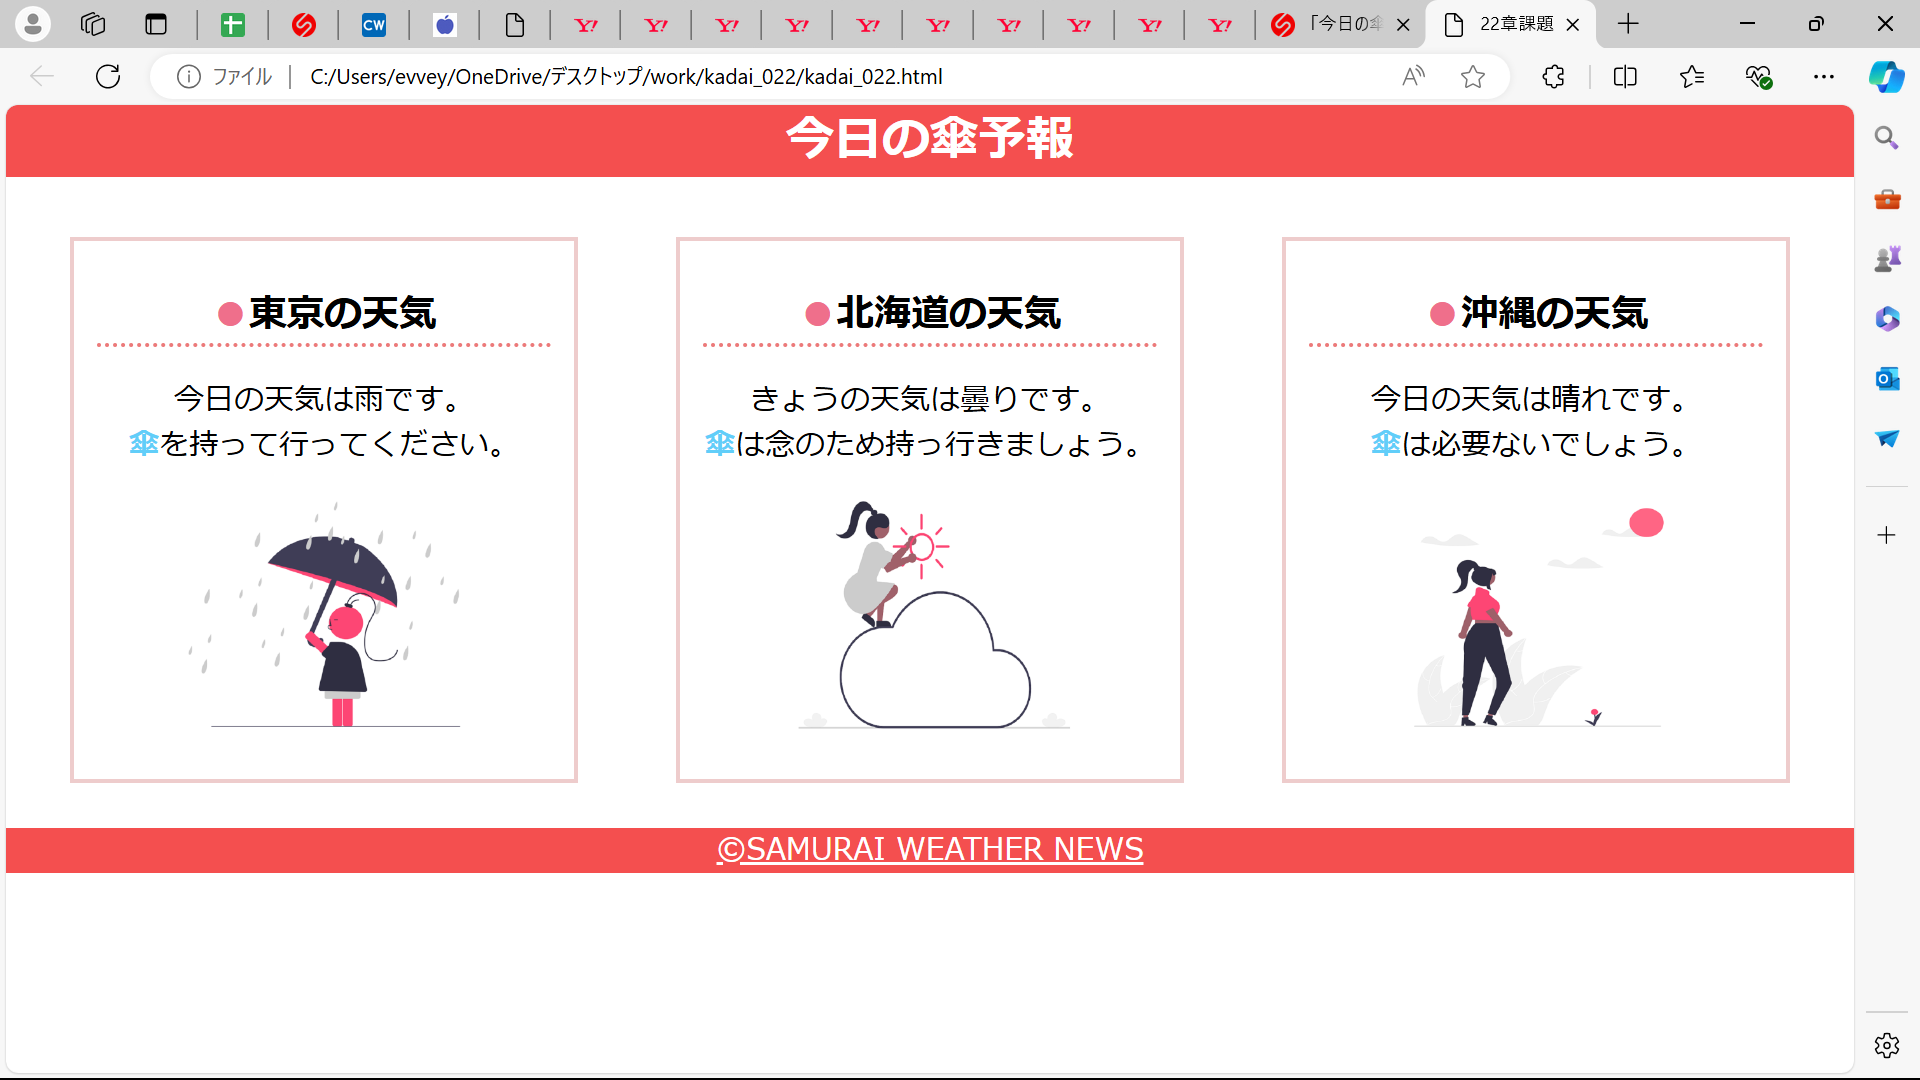 CW
Y!
Y!
Y!
Y!
Y!
Y!
Y!
Y!
Y!
Y!
「今日の傘
22章課題
ファイル
C:/Users/evvey/OneDrive/デスクトップ/work/kadai_022/kadai_022.html
今日の傘予報
東京の天気
今日の天気は雨です。
傘を持って行ってください。
北海道の天気
きょうの天気は曇りです。
傘は念のため持っ行きましょう。
沖縄の天気
今日の天気は晴れです。
傘は必要ないでしょう。
©SAMURAI WEATHER NEWS